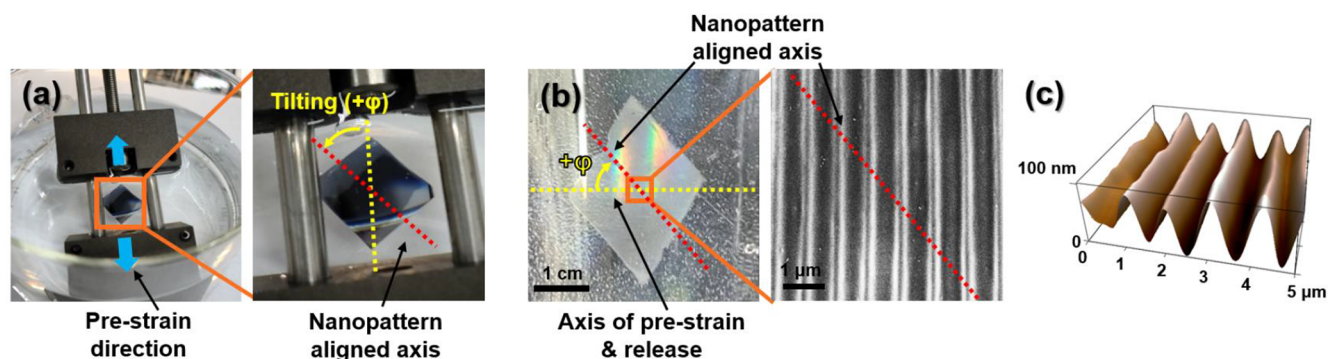 (a)
Tilting (+φ)
Pre-strain
direction
Nanopattern
aligned axis
Nanopattern
aligned axis
(b)
+φ
1 cm
1 µm
Axis of pre-strain
& release
(c)
100 nm
0
0
1
2
3
4
5 µm